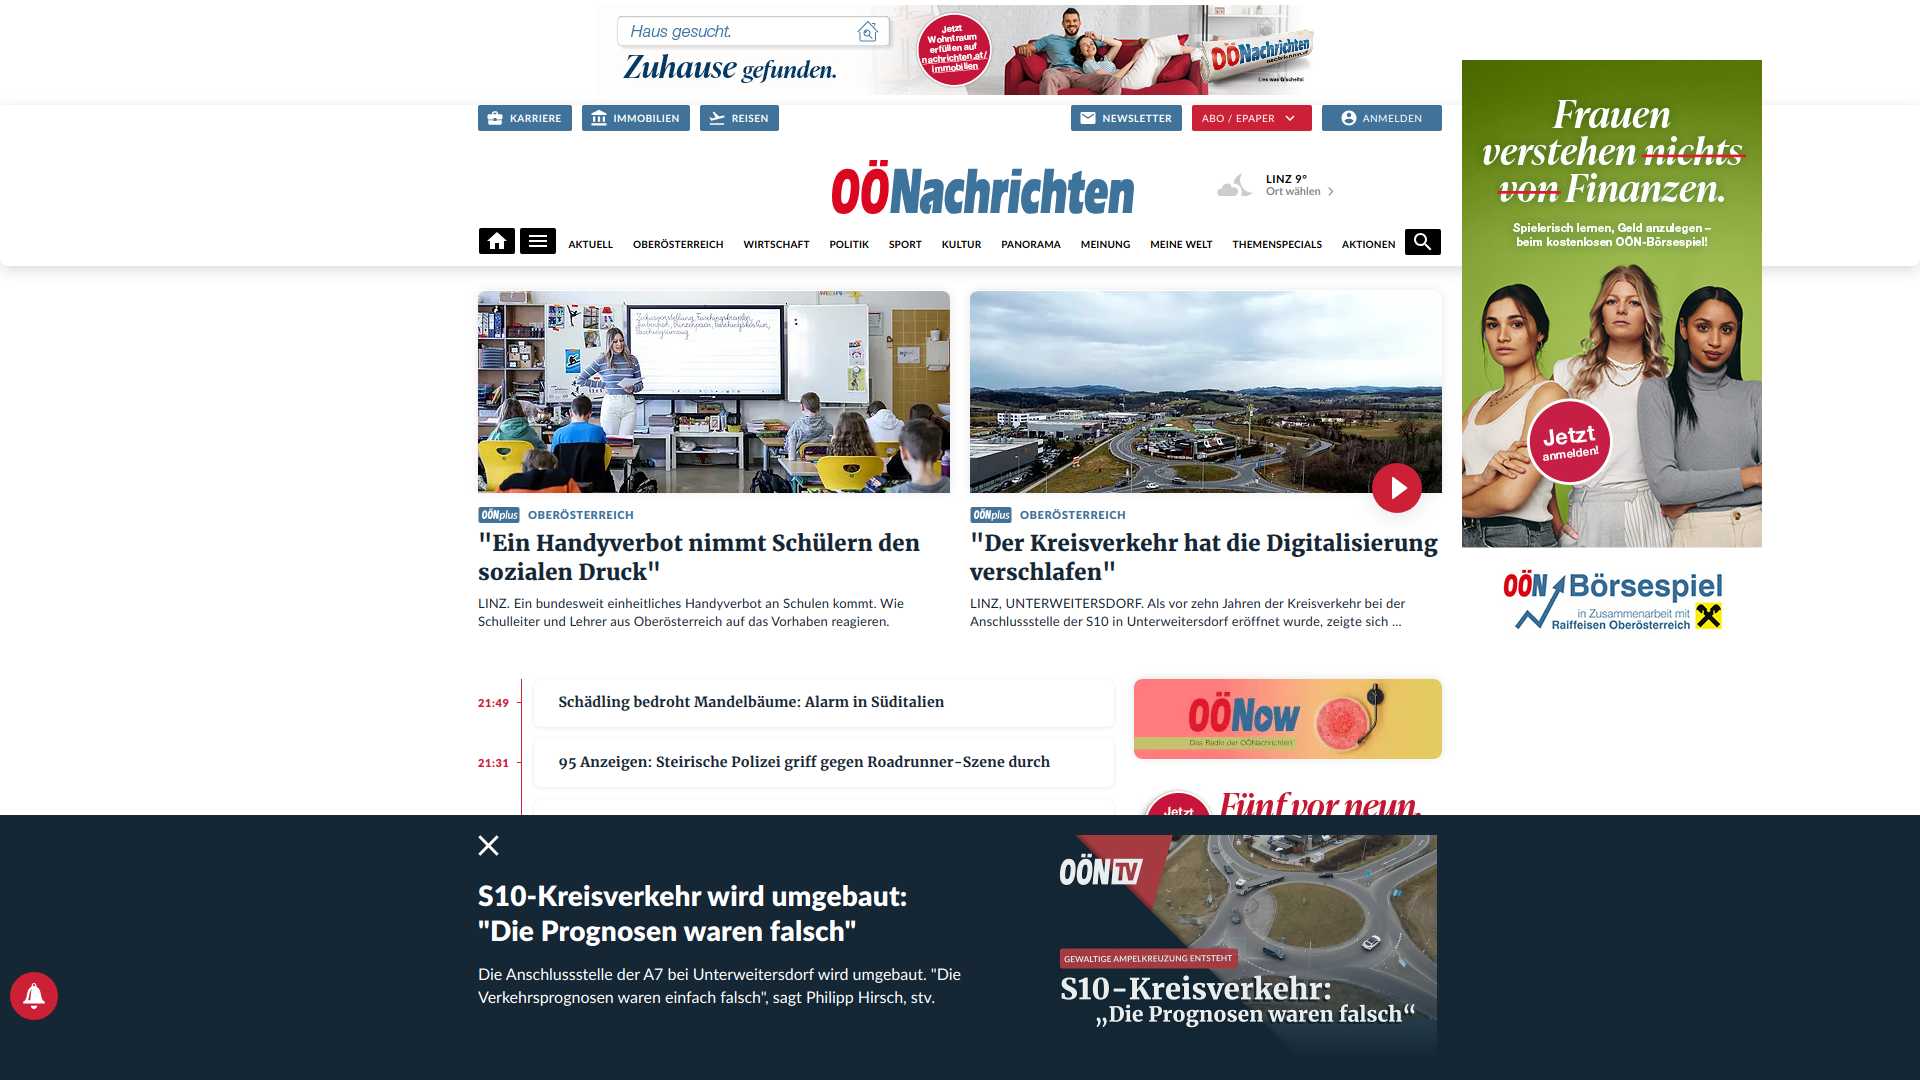 Haus gesucht.
Zuhause gefunden.
Jetzt
Wohntraum
erfüllen auf
nachrichten.at/
immobilien
OÖNachrichten
Lies was G'scheits!
KARRIERE
IMMOBILIEN
REISEN
NEWSLETTER
ABO / EPAPER
ANMELDEN
OÖNachrichten
LINZ 9°
Ort wählen
AKTUELL
OBERÖSTERREICH
WIRTSCHAFT
POLITIK
SPORT
KULTUR
PANORAMA
MEINUNG
MEINE WELT
THEMENSPECIALS
AKTIONEN
Frauen
verstehen nichts
von Finanzen.
Spielerisch lernen, Geld anzulegen –
beim kostenlosen OÖN-Börsespiel!
Jetzt
anmelden!
OÖN Börsespiel
in Zusammenarbeit mit
Raiffeisen Oberösterreich
OÖNplus OBERÖSTERREICH
"Ein Handyverbot nimmt Schülern den
sozialen Druck"
LINZ. Ein bundesweit einheitliches Handyverbot an Schulen kommt. Wie
Schulleiter und Lehrer aus Oberösterreich auf das Vorhaben reagieren.
OÖNplus OBERÖSTERREICH
"Der Kreisverkehr hat die Digitalisierung
verschlafen"
LINZ, UNTERWEITERSDORF. Als vor zehn Jahren der Kreisverkehr bei der
Anschlussstelle der S10 in Unterweitersdorf eröffnet wurde, zeigte sich ...
21:49 Schädling bedroht Mandelbäume: Alarm in Süditalien
21:31 95 Anzeigen: Steirische Polizei griff gegen Roadrunner-Szene durch
OÖNow
Das Radio der OÖNachrichten
Jetzt
Fünf vor neun.
S10-Kreisverkehr wird umgebaut:
"Die Prognosen waren falsch"
Die Anschlussstelle der A7 bei Unterweitersdorf wird umgebaut. "Die
Verkehrsprognosen waren einfach falsch", sagt Philipp Hirsch, stv.
OÖN TV
GEWALTIGE AMPELKREUZUNG ENTSTEHT
S10-Kreisverkehr:
„Die Prognosen waren falsch“